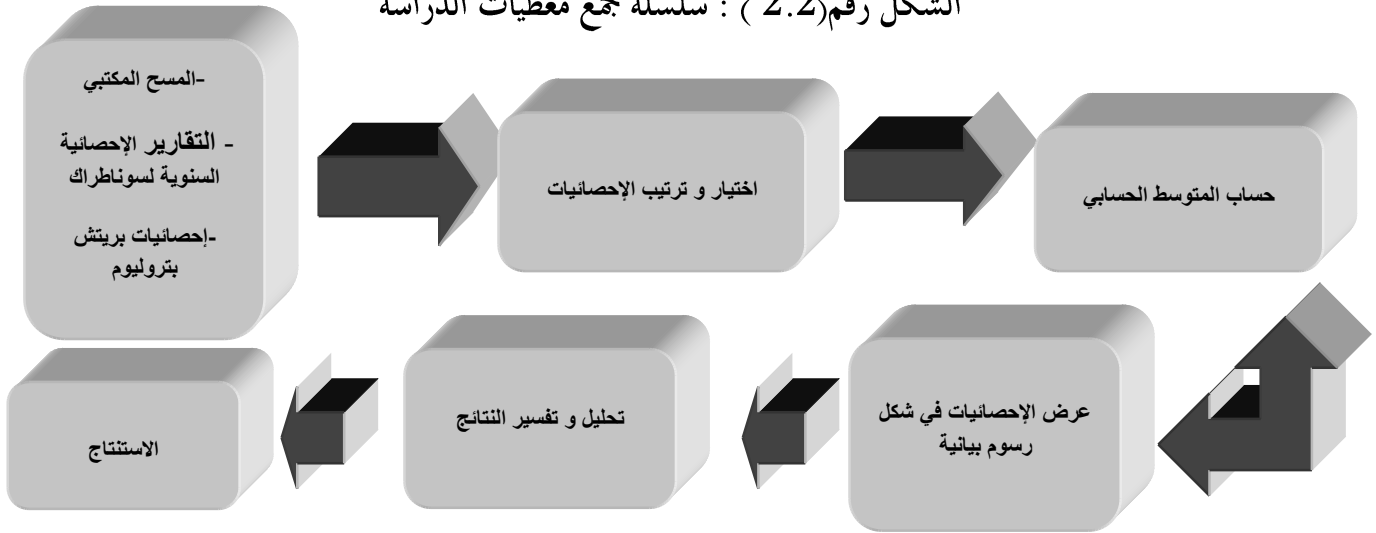 الشكل رقم(2.2 ) : سلسلة جمع معطيات الدراسة
-المسح المكتبي
- التقارير الإحصائية
السنوية لسوناطراك
-إحصائيات بريتش
بتروليوم
اختيار و ترتيب الإحصائيات
حساب المتوسط الحسابي
عرض الإحصائيات في شكل
رسوم بيانية
تحليل و تفسير النتائج
الاستنتاج